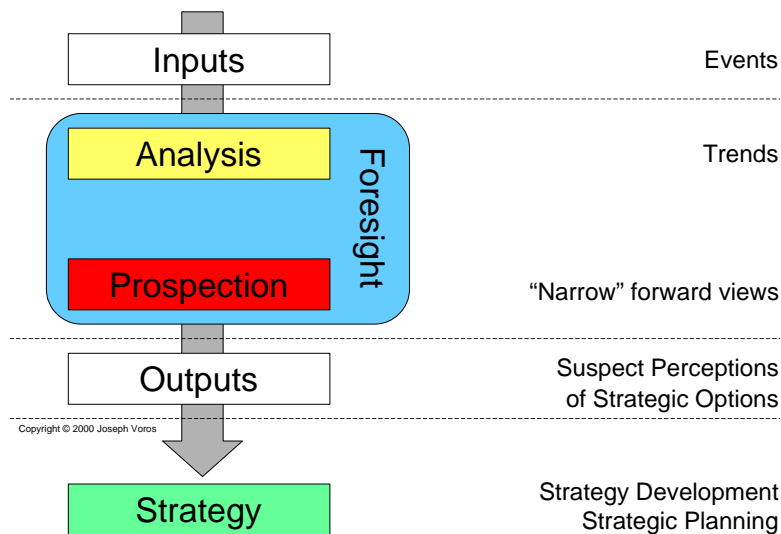 Inputs
Events
Analysis
Trends
Foresight
Prospection
“Narrow” forward views
Outputs
Suspect Perceptions
of Strategic Options
Copyright © 2000 Joseph Voros
Strategy
Strategy Development
Strategic Planning